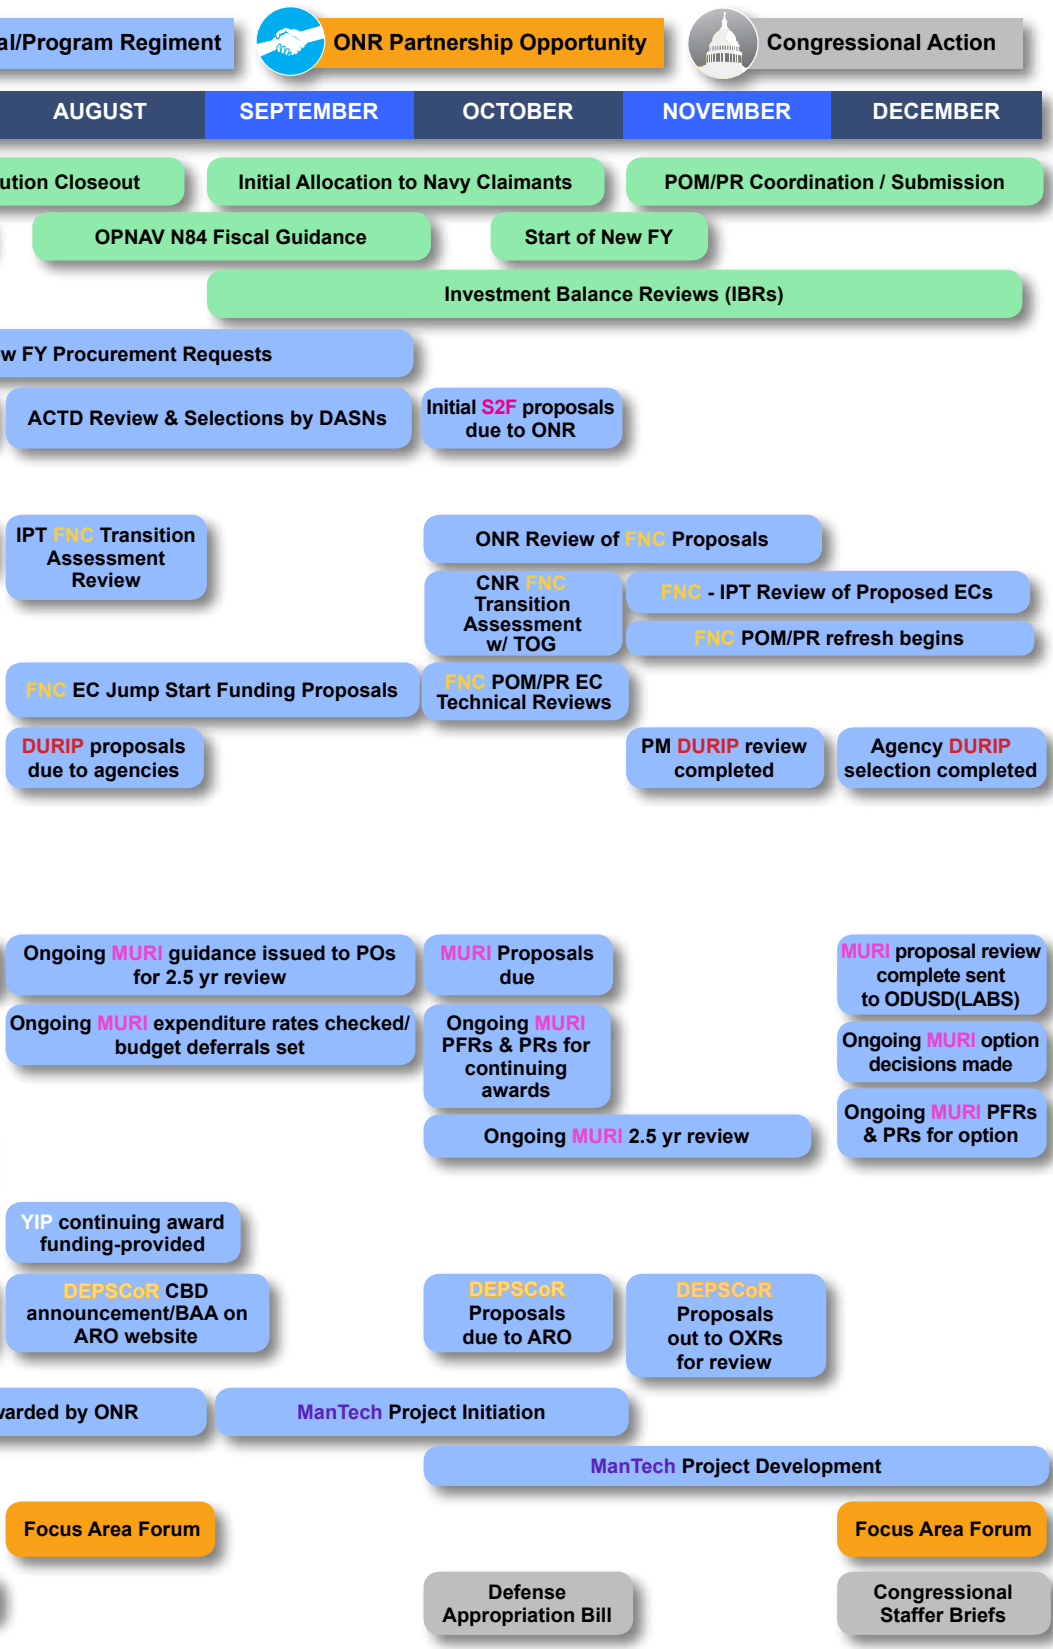 al/Program Regiment
ONR Partnership Opportunity
Congressional Action
AUGUST
SEPTEMBER
OCTOBER
NOVEMBER
DECEMBER
ution Closeout
Initial Allocation to Navy Claimants
POM/PR Coordination / Submission
OPNAV N84 Fiscal Guidance
Start of New FY
Investment Balance Reviews (IBRs)
w FY Procurement Requests
ACTD Review & Selections by DASNs
Initial S2F proposals
due to ONR
IPT FNC Transition
Assessment
Review
ONR Review of FNC Proposals
CNR FNC
Transition
Assessment
w/ TOG
FNC - IPT Review of Proposed ECs
FNC POM/PR refresh begins
FNC EC Jump Start Funding Proposals
FNC POM/PR EC
Technical Reviews
DURIP proposals
due to agencies
PM DURIP review
completed
Agency DURIP
selection completed
Ongoing MURI guidance issued to POs
for 2.5 yr review
MURI Proposals
due
MURI proposal review
complete sent
to ODUSD(LABS)
Ongoing MURI expenditure rates checked/
budget deferrals set
Ongoing MURI
PFRs & PRs for
continuing
awards
Ongoing MURI option
decisions made
Ongoing MURI PFRs
& PRs for option
Ongoing MURI 2.5 yr review
YIP continuing award
funding-provided
DEPSCoR CBD
announcement/BAA on
ARO website
DEPSCoR
Proposals
due to ARO
DEPSCoR
Proposals
out to OXRs
for review
warded by ONR
ManTech Project Initiation
ManTech Project Development
Focus Area Forum
Focus Area Forum
Defense
Appropriation Bill
Congressional
Staffer Briefs